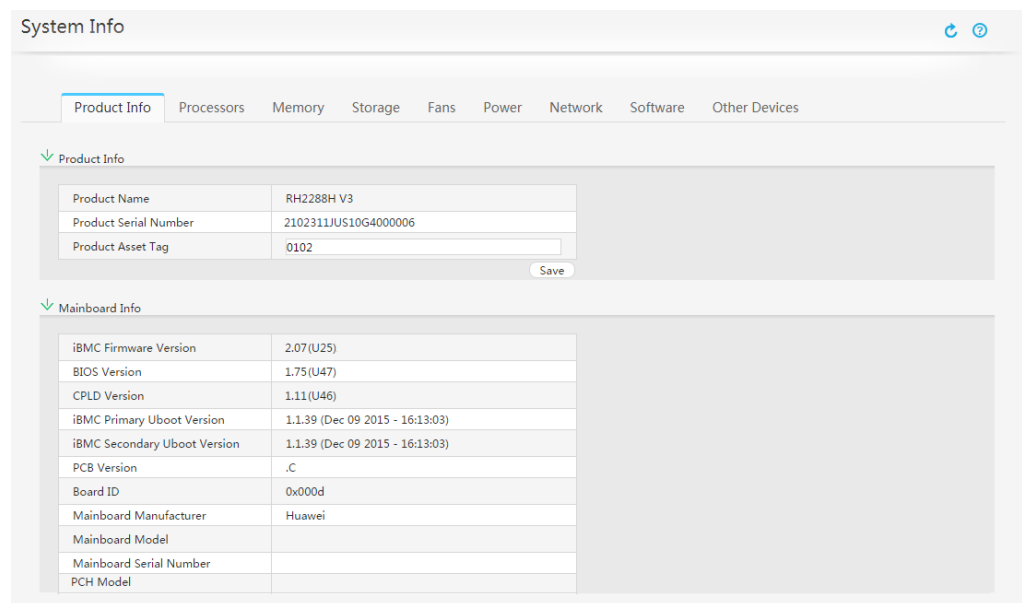 System Info
Product Info Processors Memory Storage Fans Power Network Software Other Devices
Product Info
Product Name RH2288H V3
Product Serial Number 2102311JUS10G4000006
Product Asset Tag 0102
Save
Mainboard Info
iBMC Firmware Version 2.07(U25)
BIOS Version 1.75(U47)
CPLD Version 1.11(U46)
iBMC Primary Uboot Version 1.1.39 (Dec 09 2015 - 16:13:03)
iBMC Secondary Uboot Version 1.1.39 (Dec 09 2015 - 16:13:03)
PCB Version .C
Board ID 0x000d
Mainboard Manufacturer Huawei
Mainboard Model
Mainboard Serial Number
PCH Model